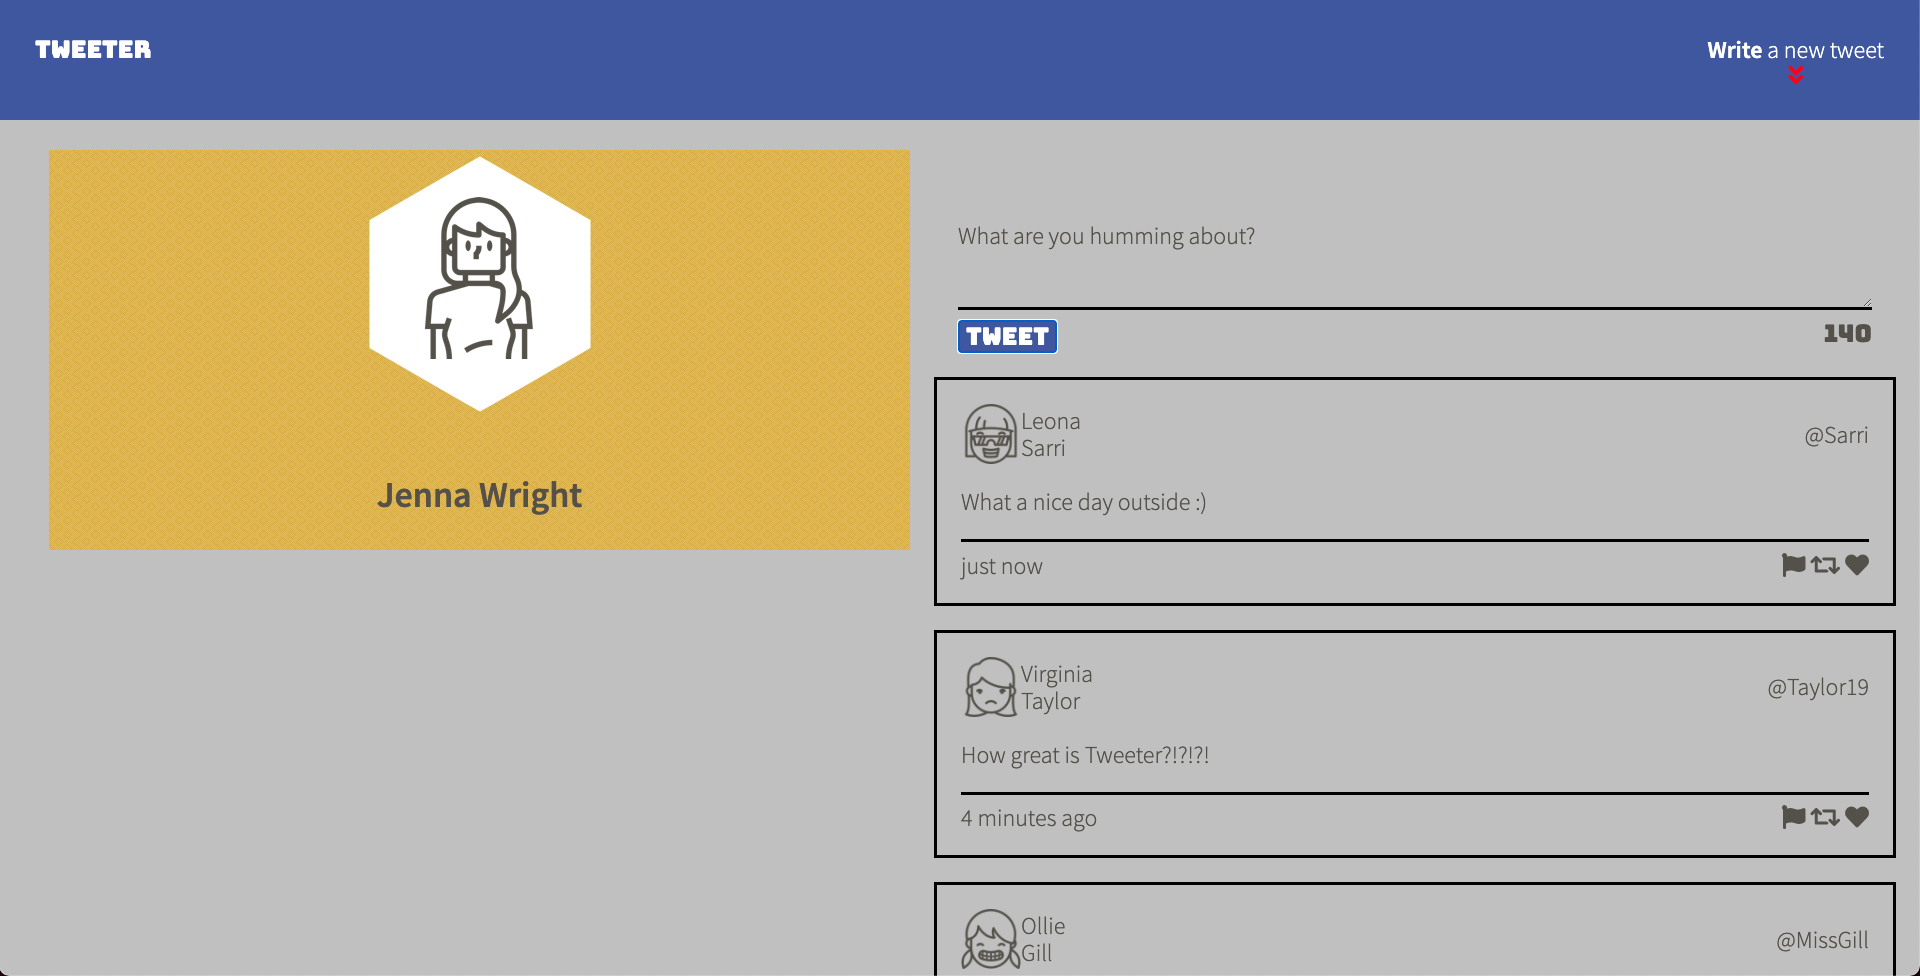 TWEETER
Write a new tweet
Jenna Wright
What are you humming about?
TWEET
140
Leona
Sarri
@Sarri
What a nice day outside :)
just now
Virginia
Taylor
@Taylor19
How great is Tweeter?!?!?!
4 minutes ago
Ollie
Gill
@MissGill